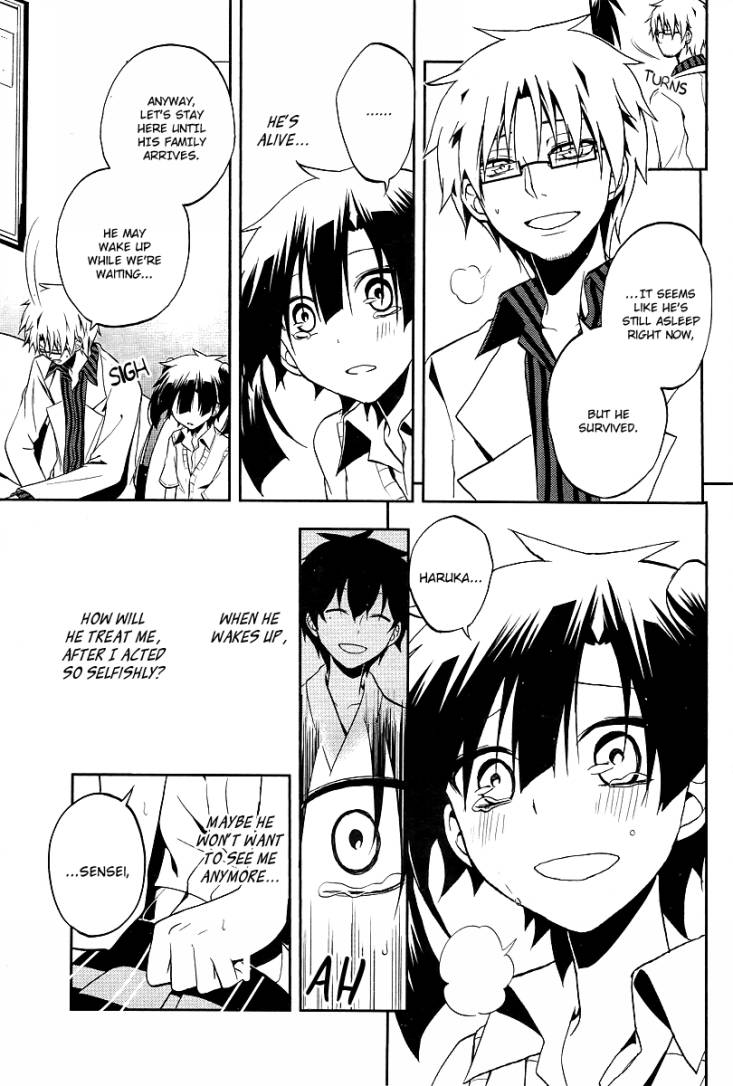 TURNS
...IT SEEMS
LIKE HE'S
STILL ASLEEP
RIGHT NOW,
BUT HE
SURVIVED.
......
HE'S
ALIVE...
ANYWAY,
LET'S STAY
HERE UNTIL
HIS FAMILY
ARRIVES.
HE MAY
WAKE UP
WHILE WE'RE
WAITING...
SIGH
HARUKA...
WHEN HE
WAKES UP,
HOW WILL
HE TREAT ME,
AFTER I ACTED
SO SELFISHLY?
AH
MAYBE HE
WON'T WANT
TO SEE ME
ANYMORE...
...SENSEI,